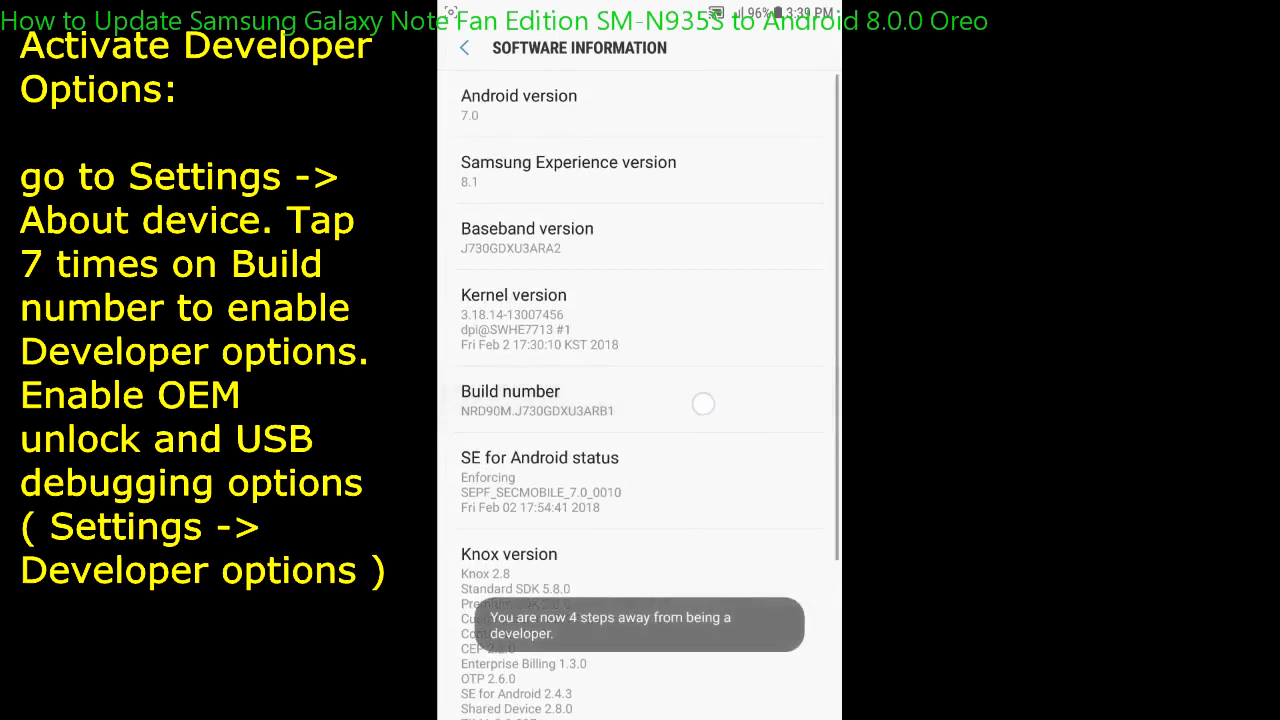 How to Update Samsung Galaxy Note Fan Edition SM-N935S to Android 8.0.0 Oreo
Activate Developer
Options:
go to Settings ->
About device. Tap
7 times on Build
number to enable
Developer options.
Enable OEM
unlock and USB
debugging options
( Settings ->
Developer options )
96% 3:39 PM
SOFTWARE INFORMATION
Android version
7.0
Samsung Experience version
8.1
Baseband version
J730GDXU3ARA2
Kernel version
3.18.14-13007456
dpi@SWHE7713 #1
Fri Feb 2 17:30:10 KST 2018
Build number
NRD90M.J730GDXU3ARB1
SE for Android status
Enforcing
SEPF_SECMOBILE_7.0_0010
Fri Feb 02 17:54:41 2018
Knox version
Knox 2.8
Standard SDK 5.8.0
You are now 4 steps away from being a
developer.
Enterprise Billing 1.3.0
OTP 2.6.0
SE for Android 2.4.3
Shared Device 2.8.0